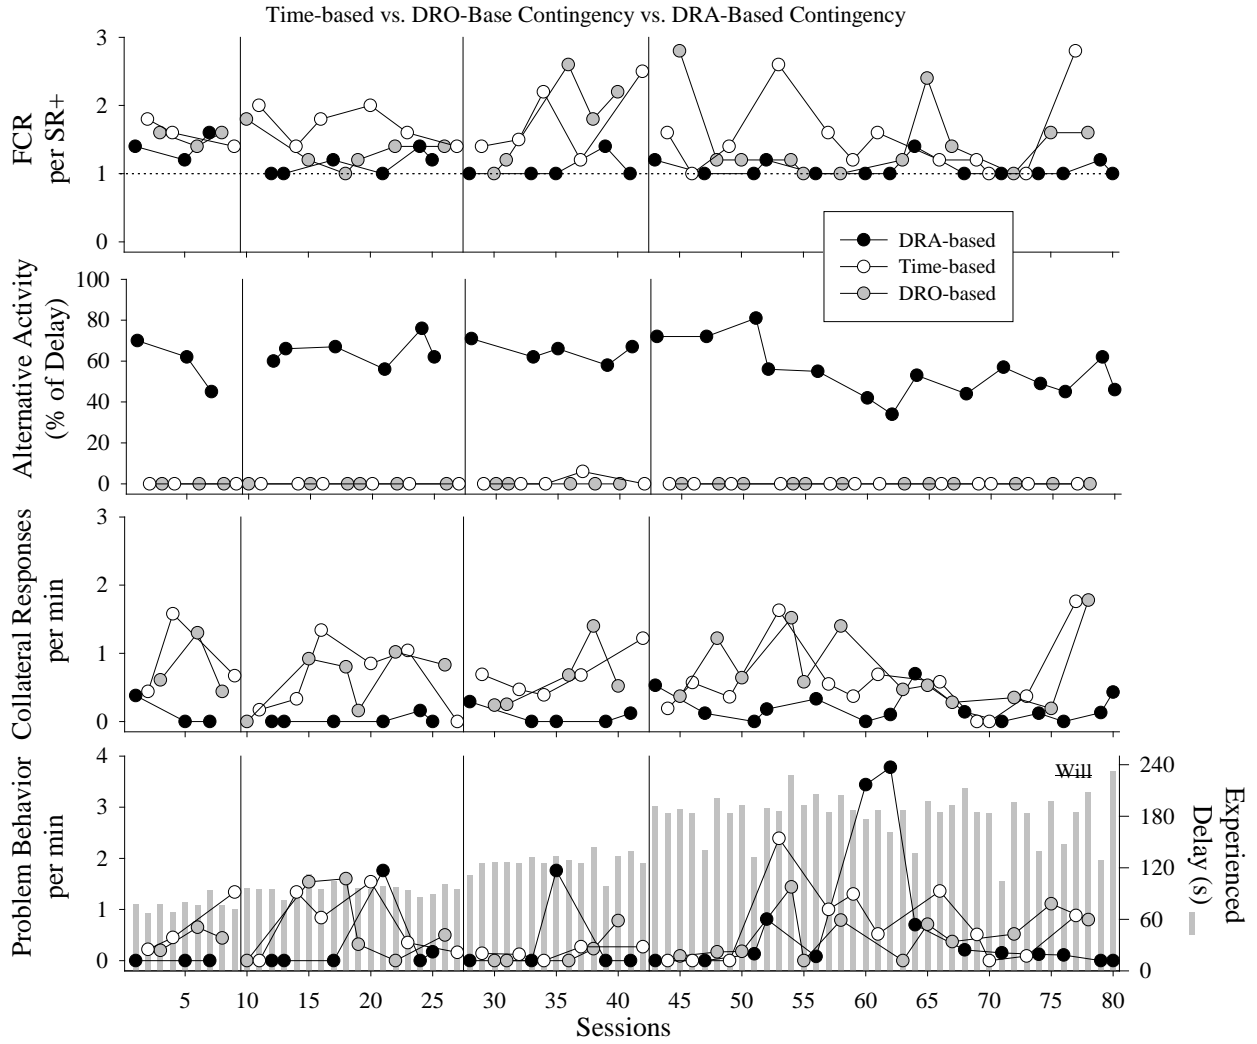 Time-based vs. DRO-Base Contingency vs. DRA-Based Contingency
FCR
per SR+
3
2
1
0
DRA-based
Time-based
DRO-based
Alternative Activity
(% of Delay)
100
80
60
40
20
0
Collateral Responses
per min
3
2
1
0
Problem Behavior
per min
4
3
2
1
0
Will
240
180
120
60
0
Experienced
Delay (s)
5 10 15 20 25 30 35 40 45 50 55 60 65 70 75 80
Sessions